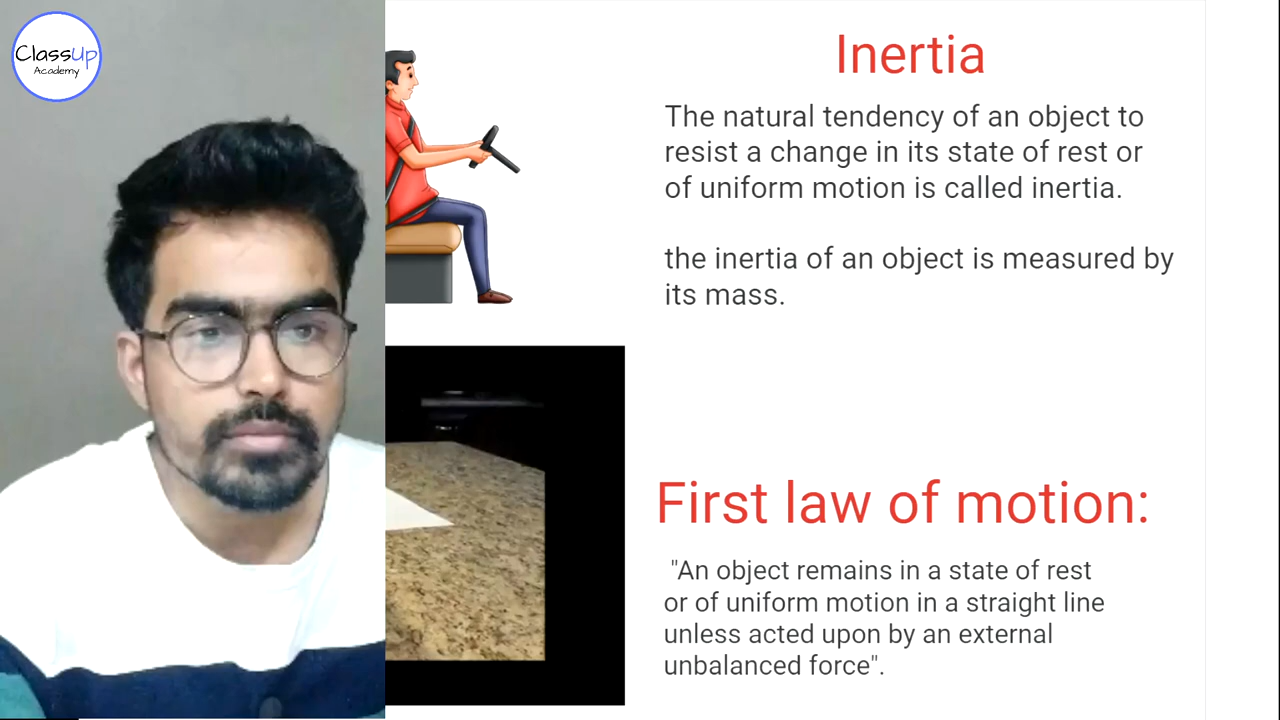 ClassUp
Academy
Inertia
The natural tendency of an object to
resist a change in its state of rest or
of uniform motion is called inertia.
the inertia of an object is measured by
its mass.
First law of motion:
"An object remains in a state of rest
or of uniform motion in a straight line
unless acted upon by an external
unbalanced force".